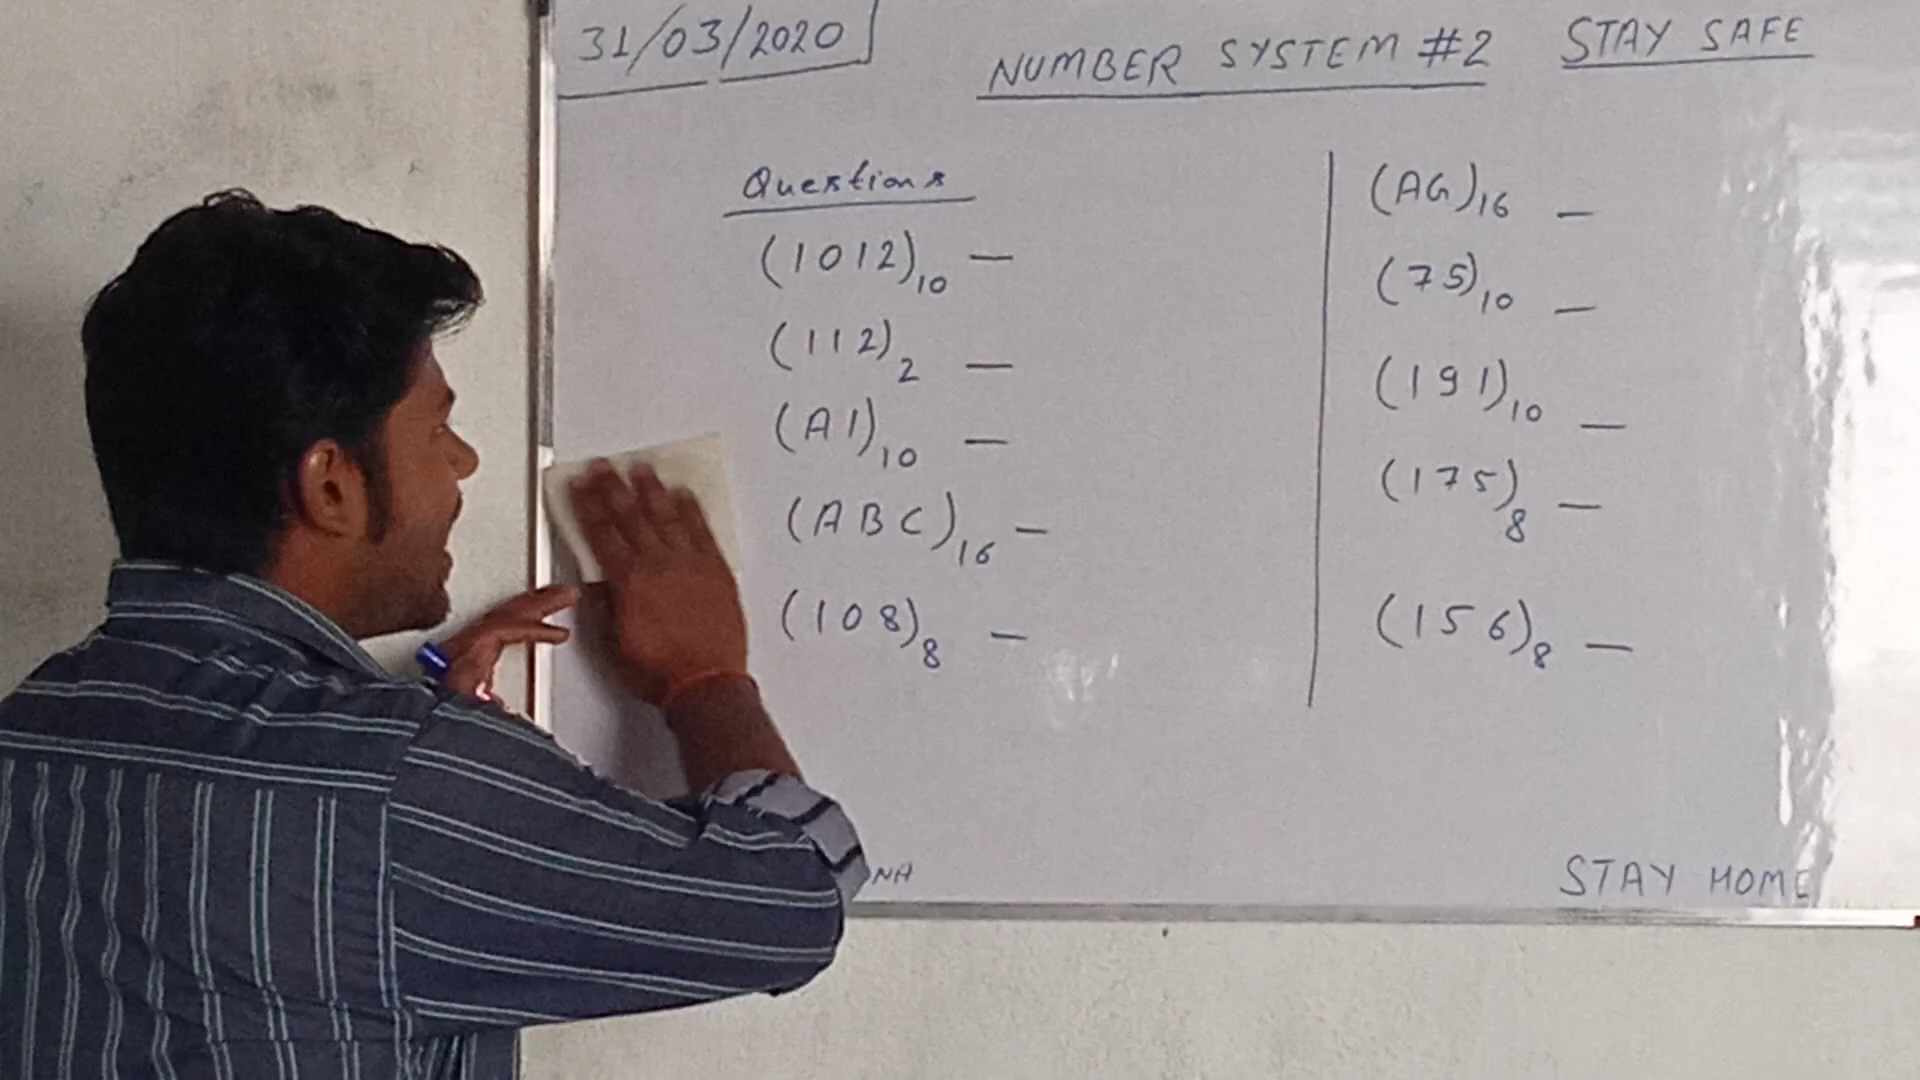 31/03/2020
NUMBER SYSTEM #2
STAY SAFE
Questions
(1012)10 —
(112)2 —
(A1)10 —
(ABC)16 —
(108)8 —
(AG)16 —
(75)10 —
(191)10 —
(175)8 —
(156)8 —
STAY HOME